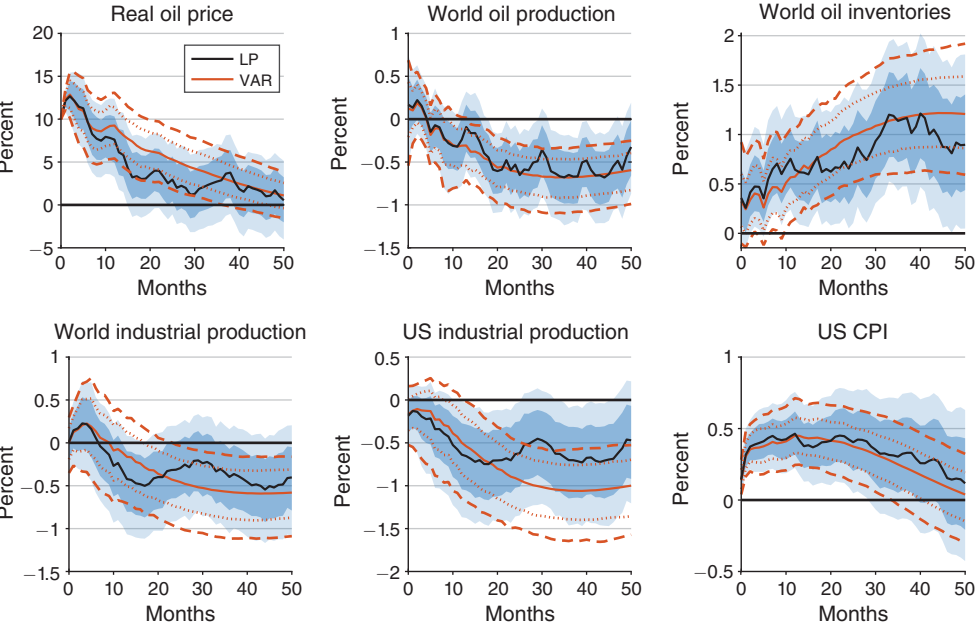 Real oil price
World oil production
World oil inventories
20
15
10
5
0
−5
Percent
LP
VAR
0 10 20 30 40 50
Months
1
0.5
0
−0.5
−1
−1.5
Percent
0 10 20 30 40 50
Months
2
1.5
1
0.5
0
Percent
0 10 20 30 40 50
Months
World industrial production
US industrial production
US CPI
1
0.5
0
−0.5
−1
−1.5
Percent
0 10 20 30 40 50
Months
0.5
0
−0.5
−1
−1.5
−2
Percent
0 10 20 30 40 50
Months
1
0.5
0
−0.5
Percent
0 10 20 30 40 50
Months